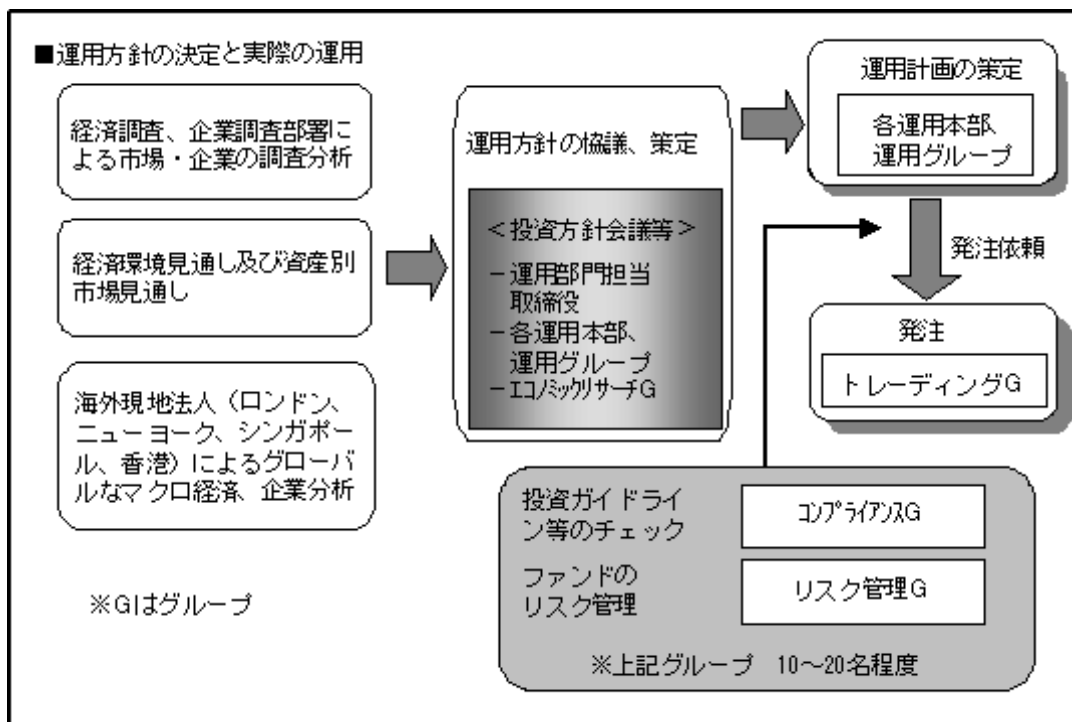 ■運用方針の決定と実際の運用
経済調査、企業調査部署に
よる市場・企業の調査分析
経済環境見通し及び資産別
市場見通し
海外現地法人（ロンドン、
ニューヨーク、シンガポー
ル、香港）によるグローバ
ルなマクロ経済、企業分析
※Gはグループ
運用方針の協議、策定
＜投資方針会議等＞
－運用部門担当
取締役
－各運用本部、
運用グループ
－ｴｺﾉﾐｯｸﾘｻｰﾁG
運用計画の策定
各運用本部、
運用グループ
発注依頼
発注
トレーディングG
投資ガイドライ
ン等のチェック
ｺﾝﾌﾟﾗｲｱﾝｽG
ファンドの
リスク管理
リスク管理G
※上記グループ　10～20名程度